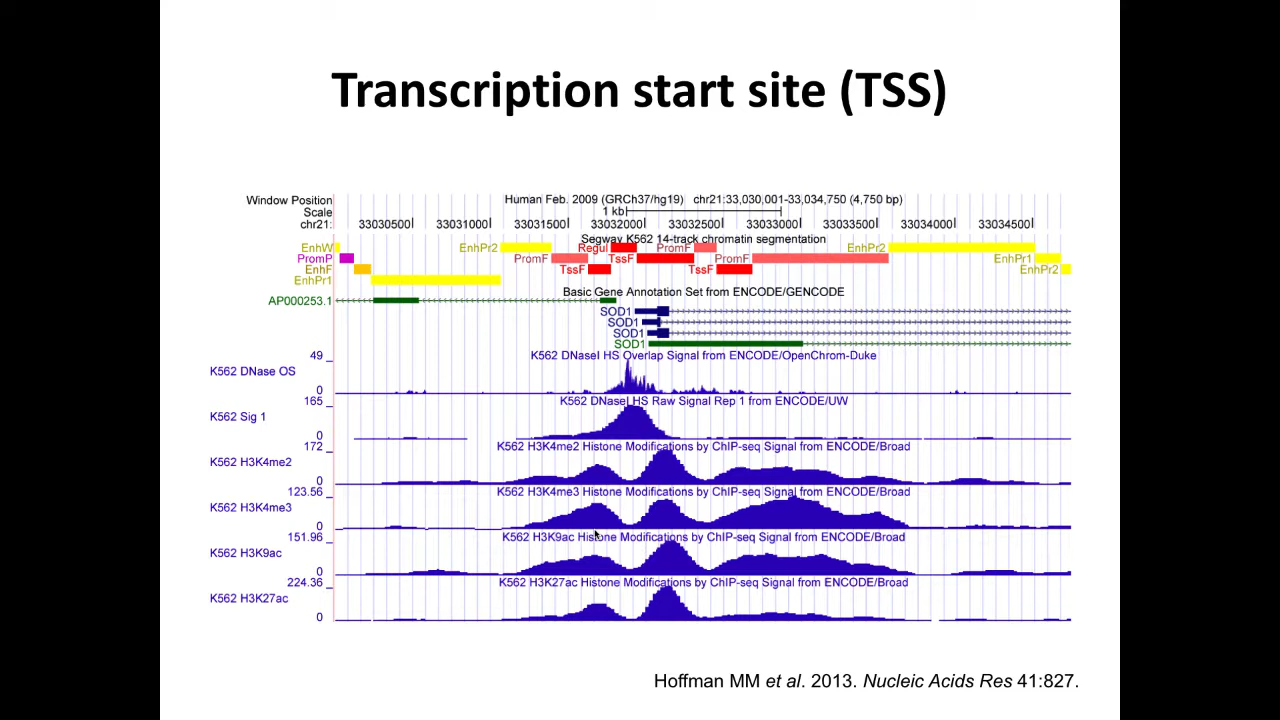 Transcription start site (TSS)
Window Position Human Feb. 2009 (GRCh37/hg19) chr21:33,030,001-33,034,750 (4,750 bp)
Scale 1 kb
chr21: 33030500 33031000 33031500 33032000 33032500 33033000 33033500 33034000 33034500
Segway K562 14-track chromatin segmentation
EnhW EnhPr2 Regul PromF EnhPr2
PromP PromF TssF PromF EnhPr1
EnhF TssF TssF EnhPr2
EnhPr1
Basic Gene Annotation Set from ENCODE/GENCODE
AP000253.1
SOD1
SOD1
SOD1
SOD1
K562 DNaseI HS Overlap Signal from ENCODE/OpenChrom-Duke
49
K562 DNase OS
0
K562 DNaseI HS Raw Signal Rep 1 from ENCODE/UW
165
K562 Sig 1
0
K562 H3K4me2 Histone Modifications by ChIP-seq Signal from ENCODE/Broad
172
K562 H3K4me2
0
K562 H3K4me3 Histone Modifications by ChIP-seq Signal from ENCODE/Broad
123.56
K562 H3K4me3
0
K562 H3K9ac Histone Modifications by ChIP-seq Signal from ENCODE/Broad
151.96
K562 H3K9ac
0
K562 H3K27ac Histone Modifications by ChIP-seq Signal from ENCODE/Broad
224.36
K562 H3K27ac
0
Hoffman MM et al. 2013. Nucleic Acids Res 41:827.